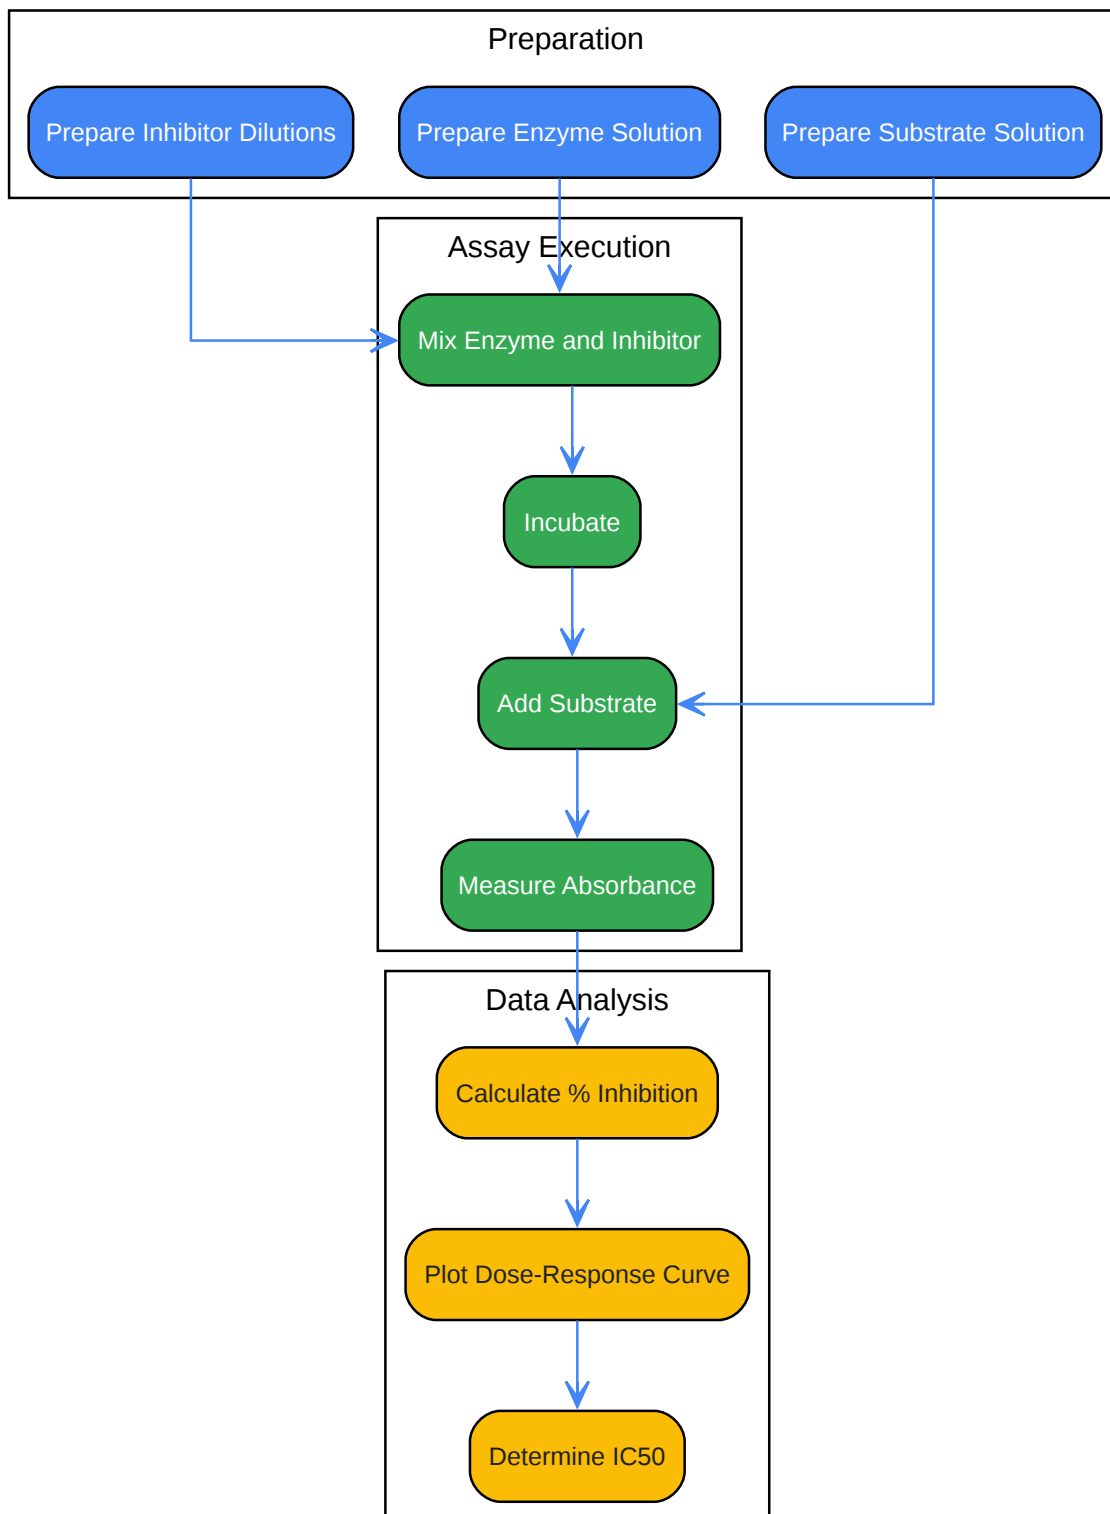 Preparation
Prepare Inhibitor Dilutions
Prepare Enzyme Solution
Prepare Substrate Solution
Assay Execution
Mix Enzyme and Inhibitor
Incubate
Add Substrate
Measure Absorbance
Data Analysis
Calculate % Inhibition
Plot Dose-Response Curve
Determine IC50